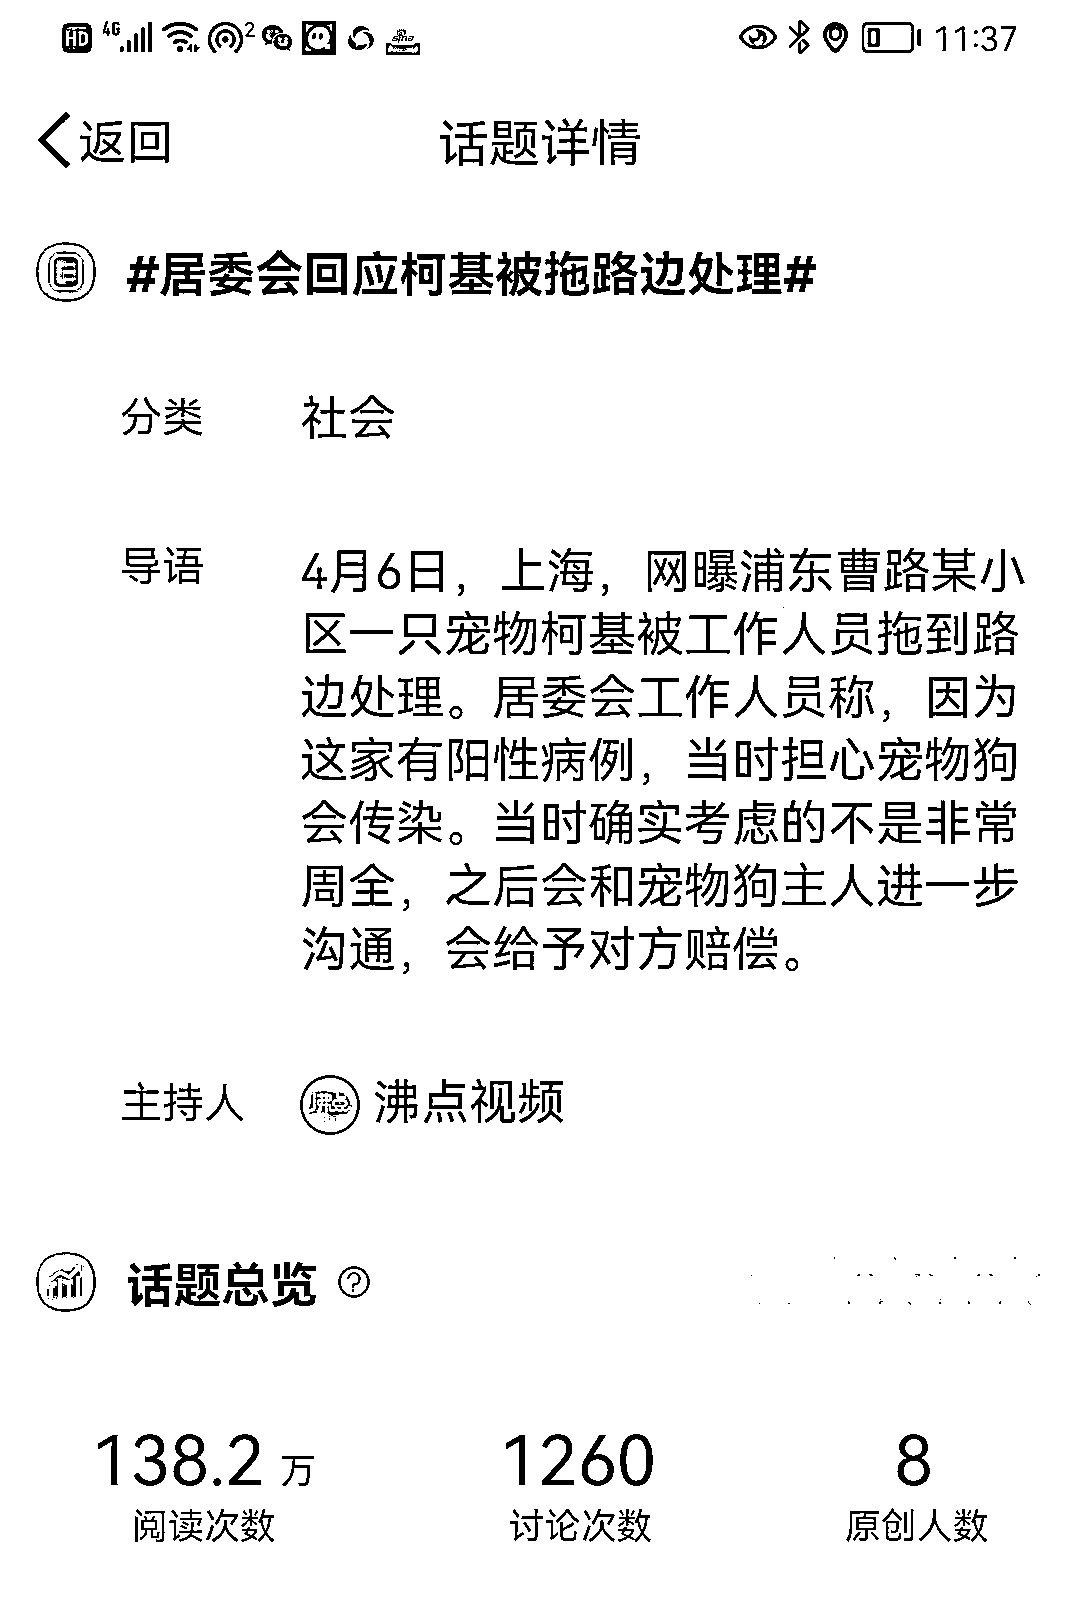 HD 4G 2 sina 11:37
返回 话题详情
#居委会回应柯基被拖路边处理#
分类 社会
导语 4月6日，上海，网曝浦东曹路某小
区一只宠物柯基被工作人员拖到路
边处理。居委会工作人员称，因为
这家有阳性病例，当时担心宠物狗
会传染。当时确实考虑的不是非常
周全，之后会和宠物狗主人进一步
沟通，会给予对方赔偿。
主持人 沸点视频
话题总览 ?
138.2 万 1260 8
阅读次数 讨论次数 原创人数